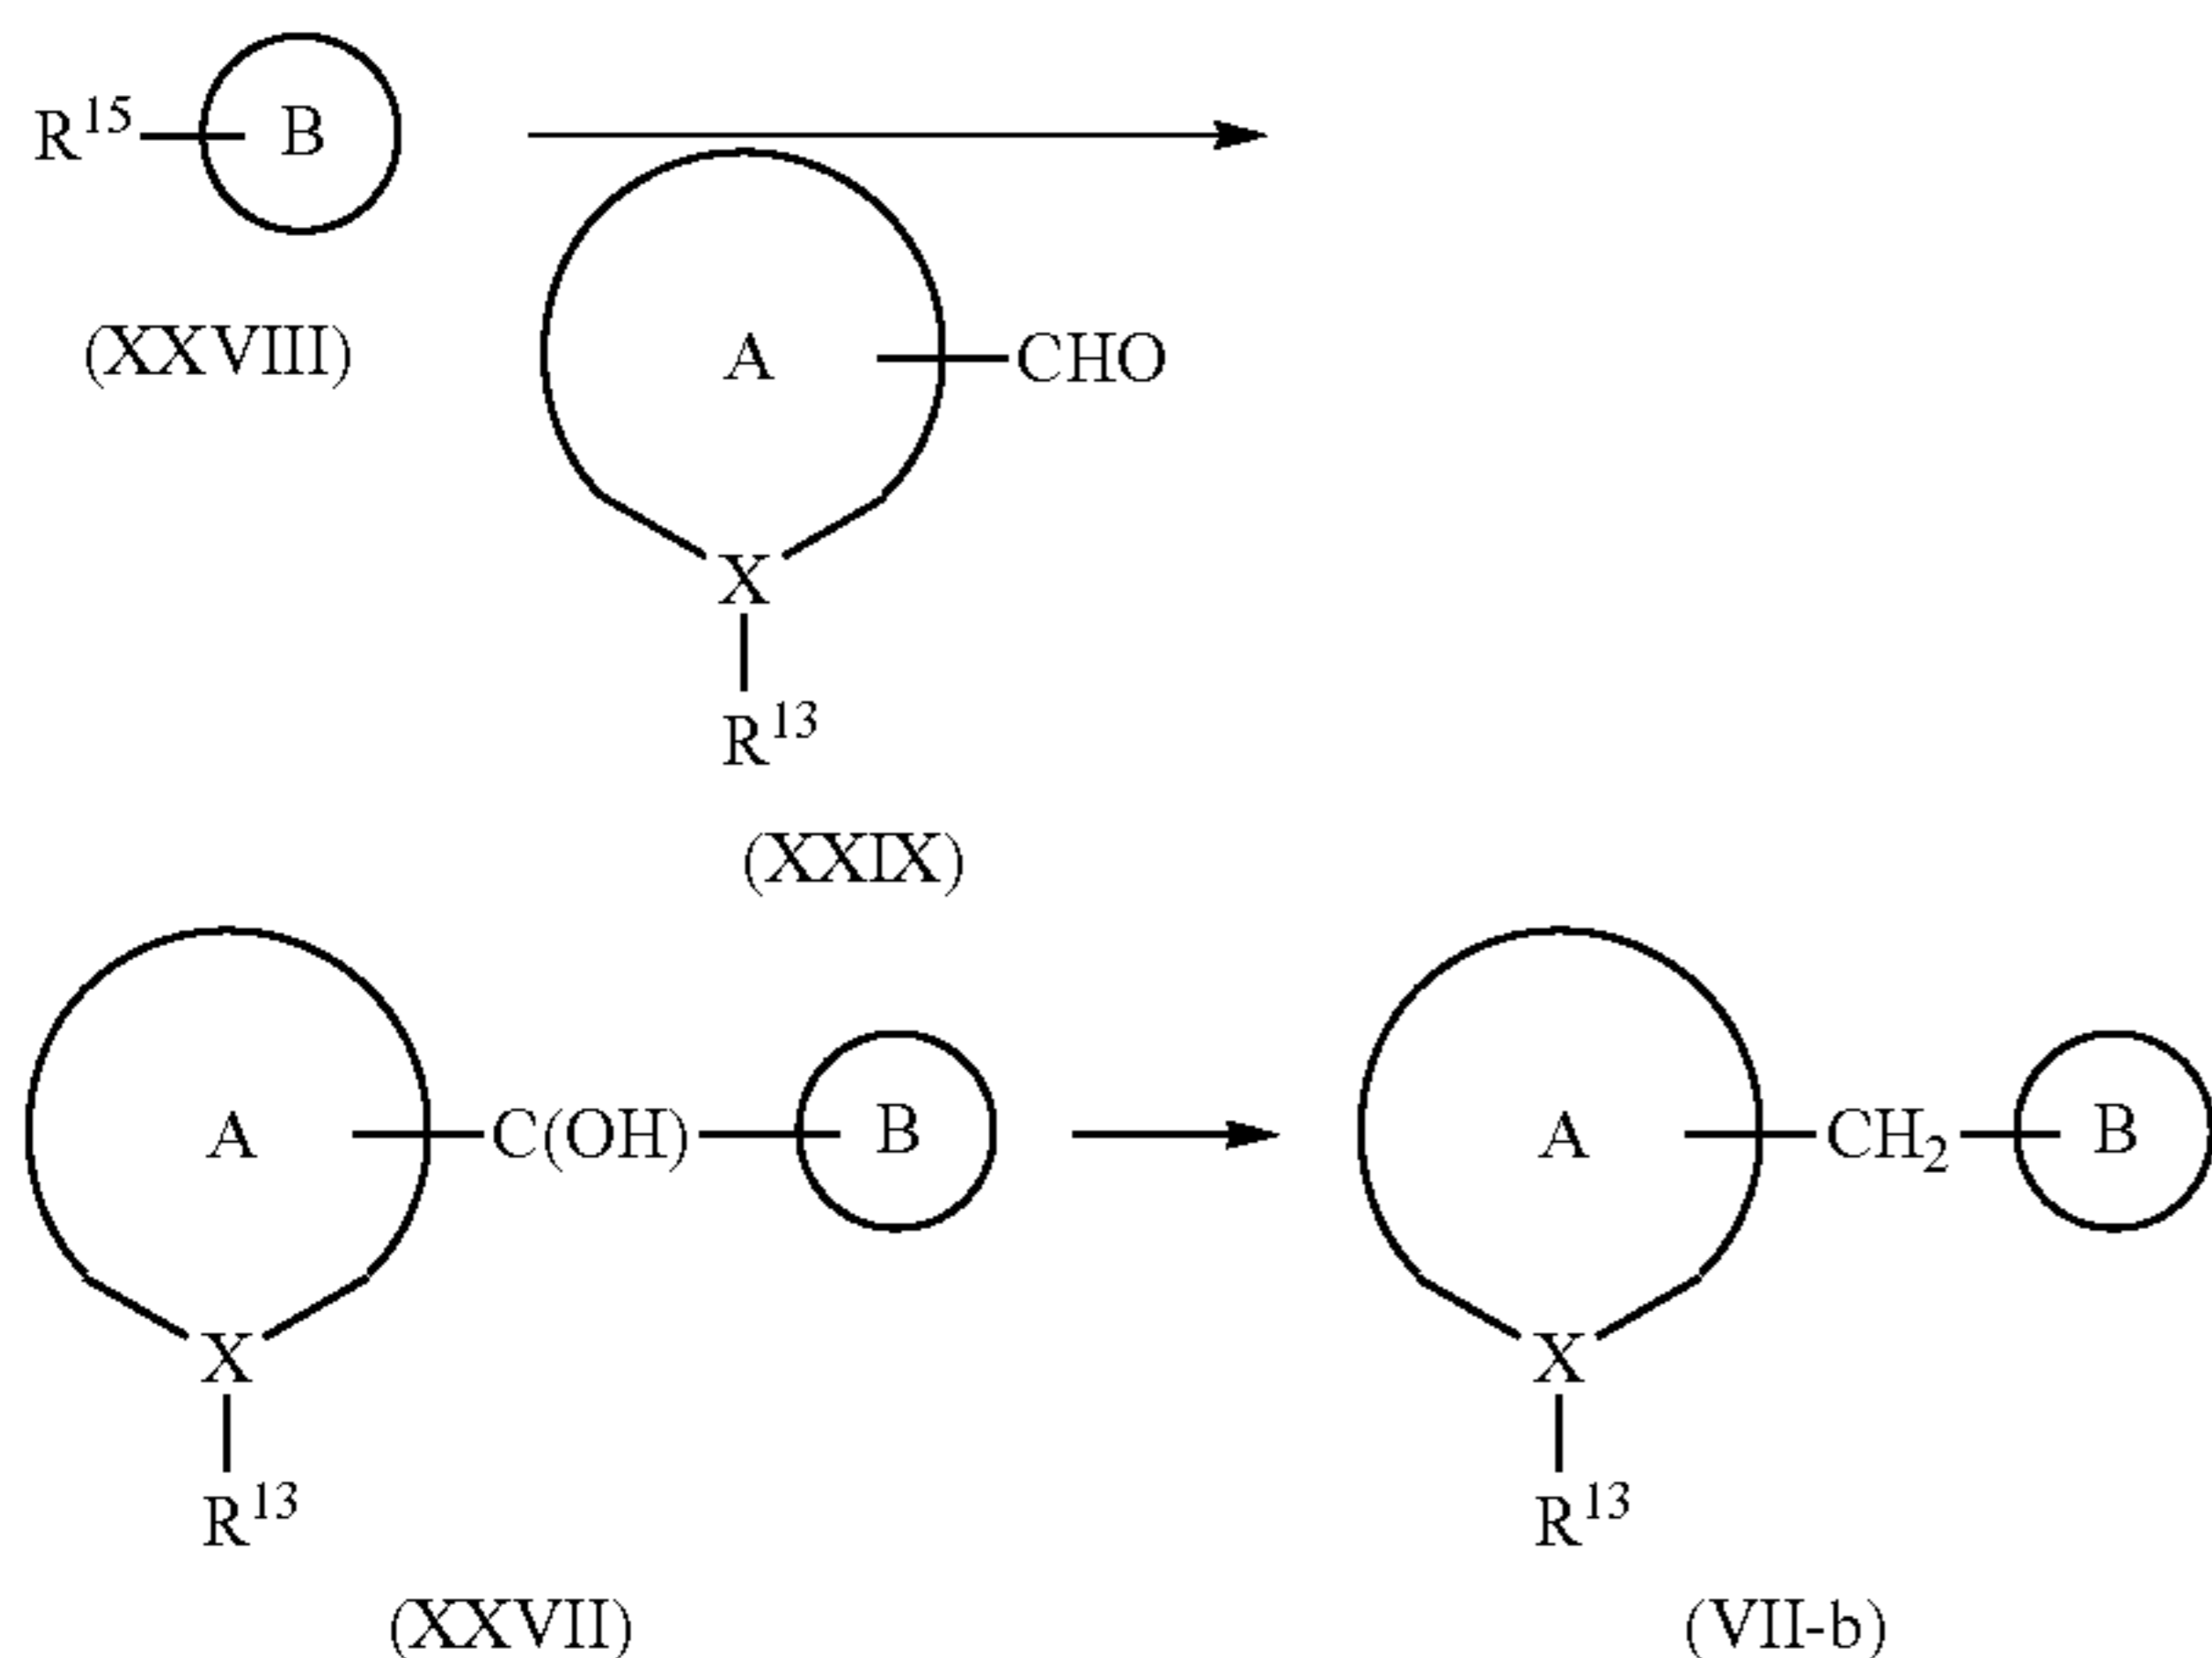 R¹⁵ B
(XXVIII)
A CHO
X
R¹³
(XXIX)
A C(OH) B A CH₂ B
X X
R¹³ R¹³
(XXVII) (VII-b)